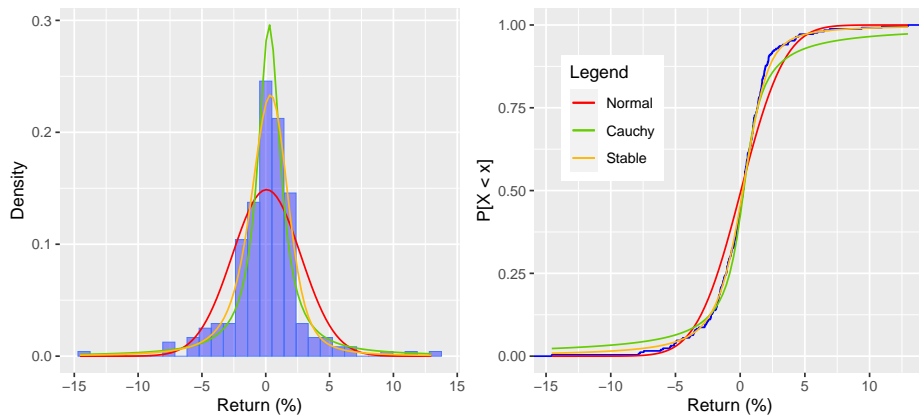 0.3
0.2
0.1
0.0
Density
−15
−10
−5
0
5
10
15
Return (%)
1.00
0.75
0.50
0.25
0.00
P[X < x]
Legend
Normal
Cauchy
Stable
−15
−10
−5
0
5
10
Return (%)